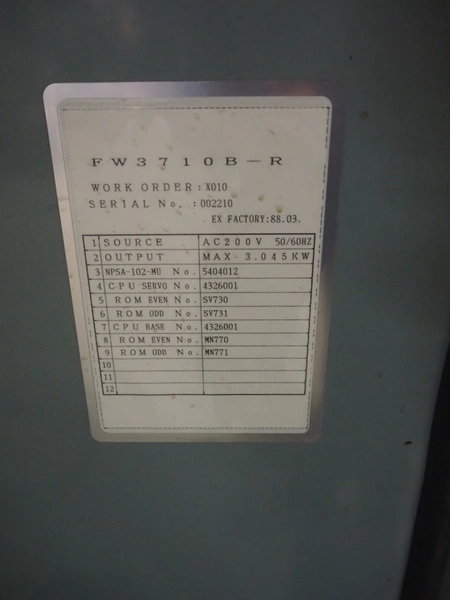 FW3710B-R
WORK ORDER : X010
SERIAL No. : 002210
EX FACTORY:88.03.
1 SOURCE AC200V 50/60HZ
2 OUTPUT MAX 3.045KW
3 NPSA-102-MU No. 5404012
4 CPU SERVO No. 4326001
5 ROM EVEN No. SV730
6 ROM ODD No. SV731
7 CPU BASE No. 4326001
8 ROM EVEN No. MN770
9 ROM ODD No. MN771
10
11
12